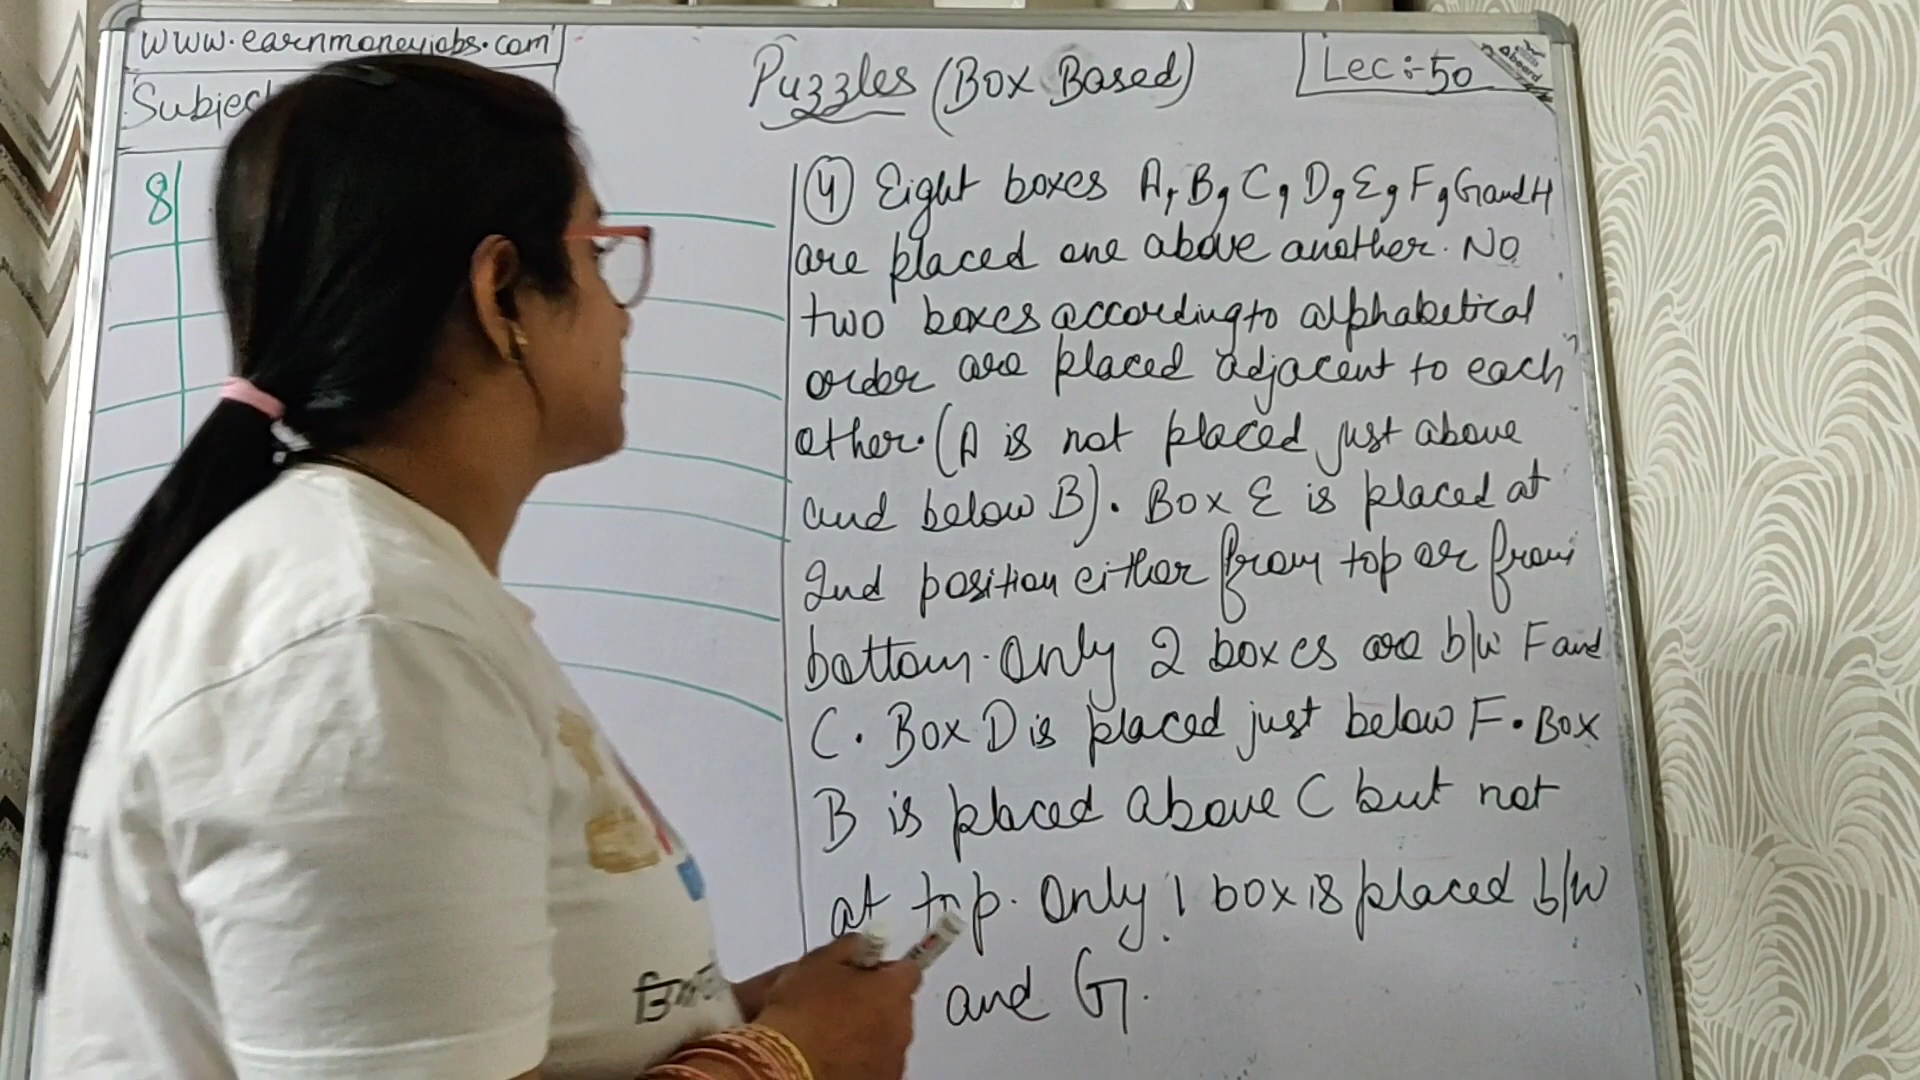 www.earnmoneyjobs.com
Subjec
Puzzles (Box Based)
Lec:-50
8
(4) Eight boxes A, B, C, D, E, F, G and H
are placed one above another. No
two boxes according to alphabetical
order are placed adjacent to each
other. (A is not placed just above
and below B). Box E is placed at
2nd position either from top or from
bottom. Only 2 boxes are b/w F and
C. Box D is placed just below F. Box
B is placed above C but not
at top. Only 1 box is placed b/w
and G.